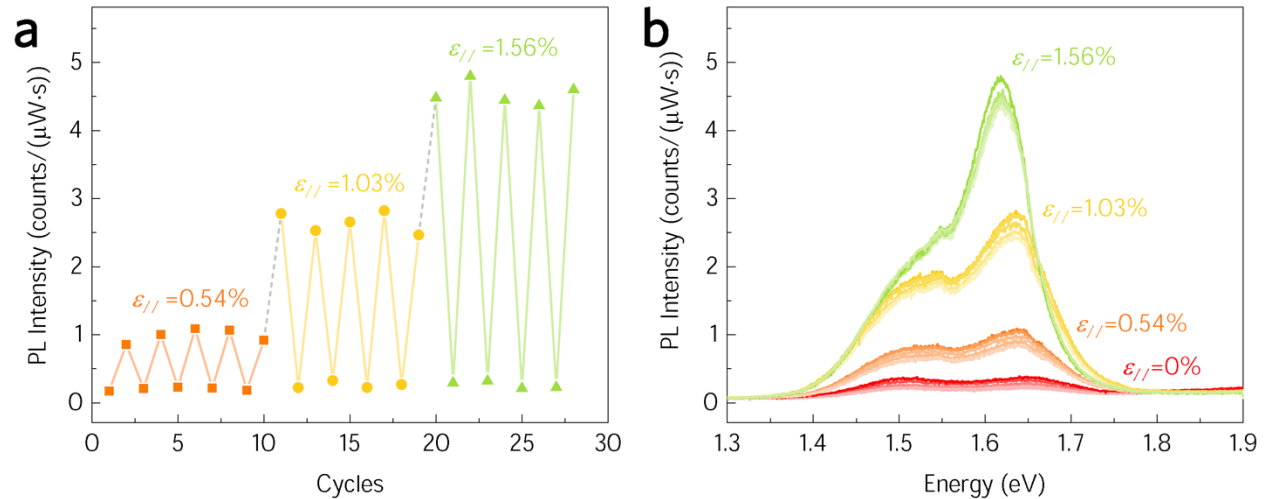 a
PL Intensity (counts/(μW·s))
5
4
3
2
1
0
ε// =0.54%
ε// =1.03%
ε// =1.56%
0 5 10 15 20 25 30
Cycles
b
PL Intensity (counts/(μW·s))
5
4
3
2
1
0
ε// =1.56%
ε// =1.03%
ε// =0.54%
ε// =0%
1.3 1.4 1.5 1.6 1.7 1.8 1.9
Energy (eV)